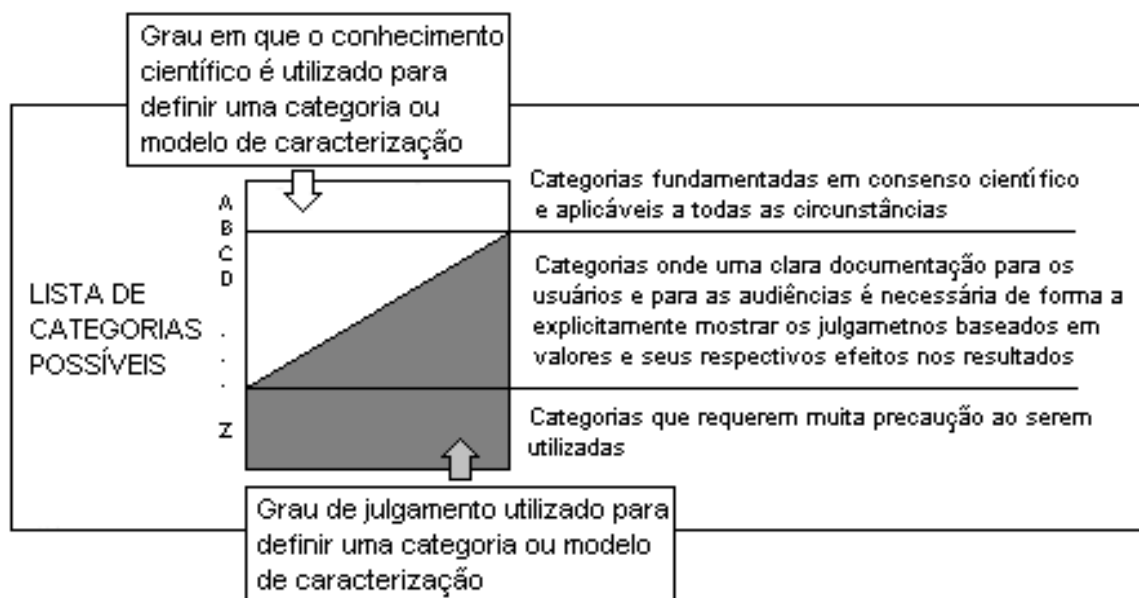 Grau em que o conhecimento
científico é utilizado para
definir uma categoria ou
modelo de caracterização
A
B
C
D
.
.
.
Z
LISTA DE
CATEGORIAS
POSSÍVEIS
Categorias fundamentadas em consenso científico
e aplicáveis a todas as circunstâncias
Categorias onde uma clara documentação para os
usuários e para as audiências é necessária de forma a
explicitamente mostrar os julgametnos baseados em
valores e seus respectivos efeitos nos resultados
Categorias que requerem muita precaução ao serem
utilizadas
Grau de julgamento utilizado para
definir uma categoria ou modelo
de caracterização